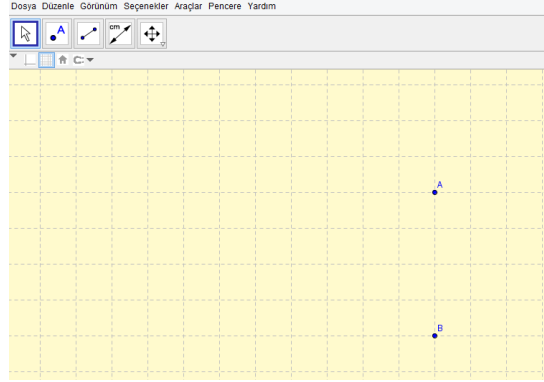 Dosya Düzenle Görünüm Seçenekler Araçlar Pencere Yardım
A
cm
A
B